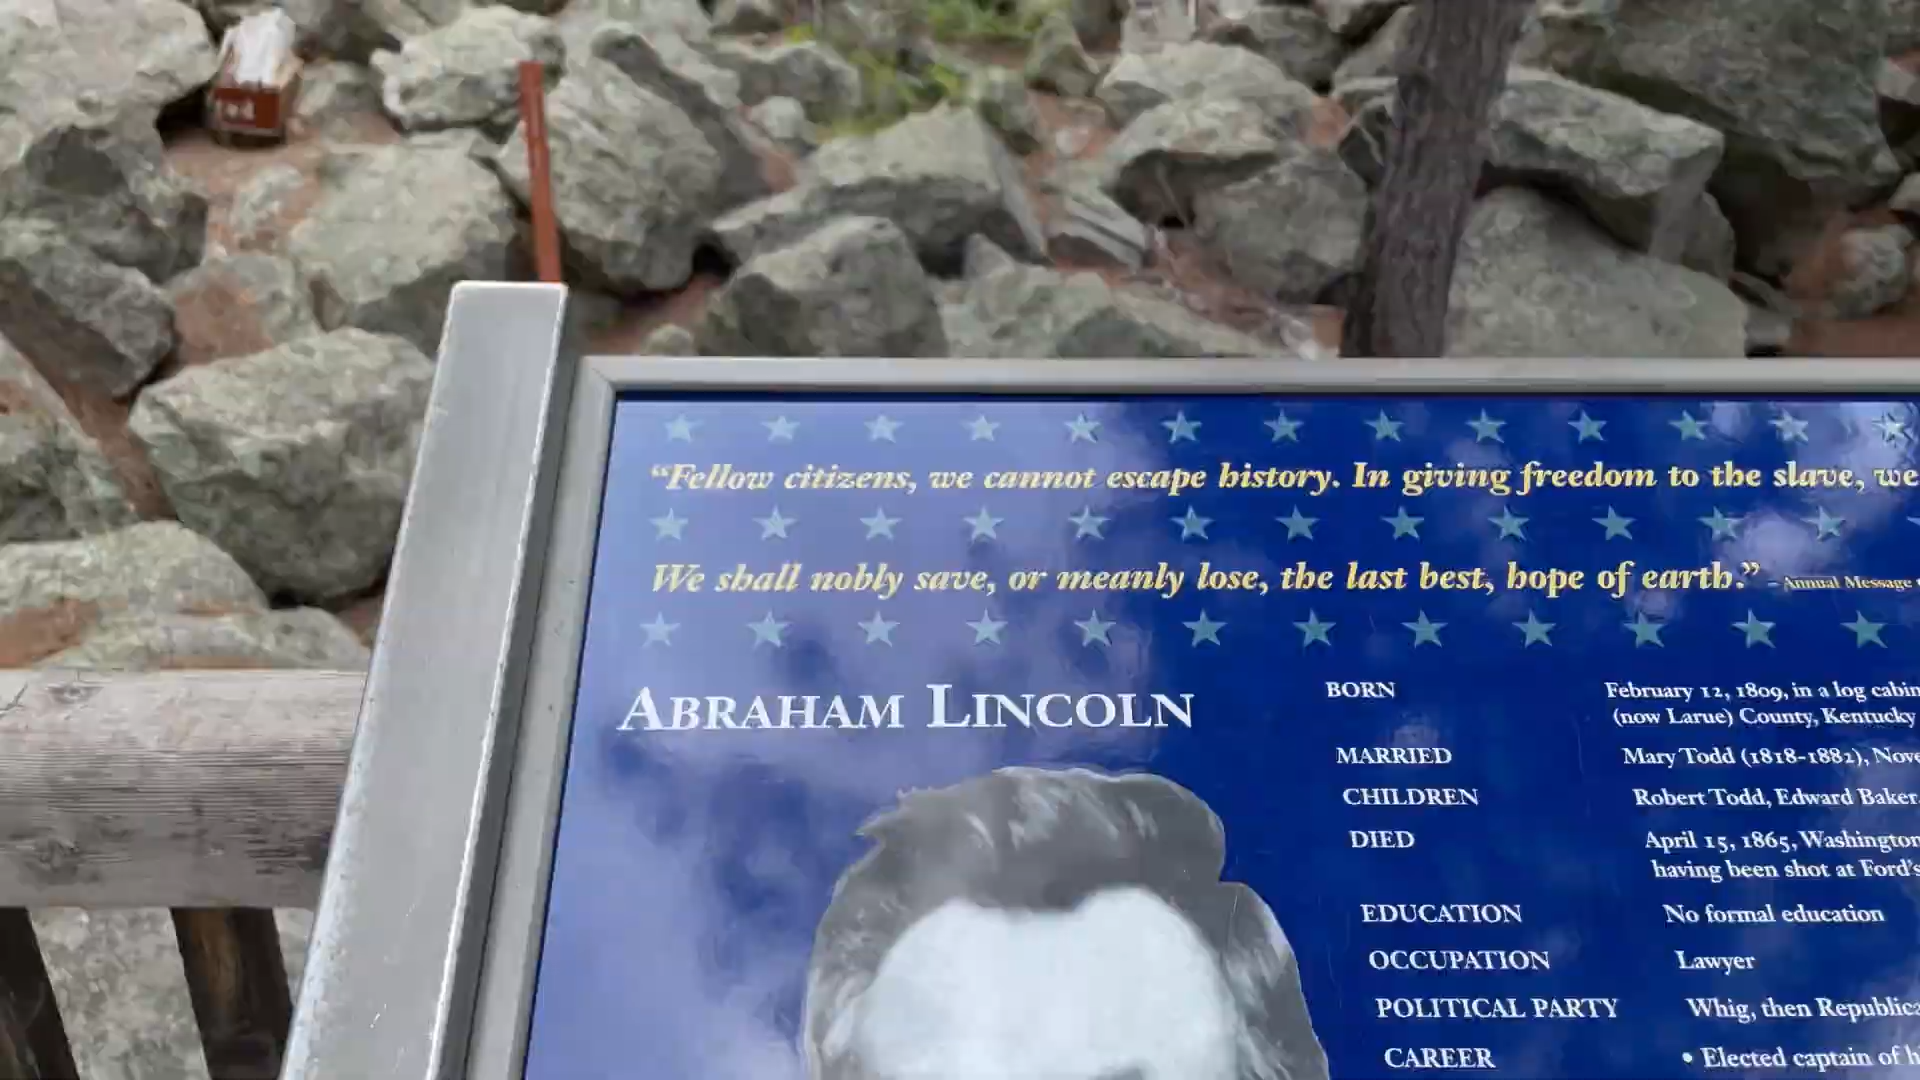 “Fellow citizens, we cannot escape history. In giving freedom to the slave, we
We shall nobly save, or meanly lose, the last best, hope of earth.” – Annual Message
ABRAHAM LINCOLN
BORN February 12, 1809, in a log cabin
(now Larue) County, Kentucky
MARRIED Mary Todd (1818-1882), Nove
CHILDREN Robert Todd, Edward Baker
DIED April 15, 1865, Washington
having been shot at Ford's
EDUCATION No formal education
OCCUPATION Lawyer
POLITICAL PARTY Whig, then Republica
CAREER • Elected captain of h